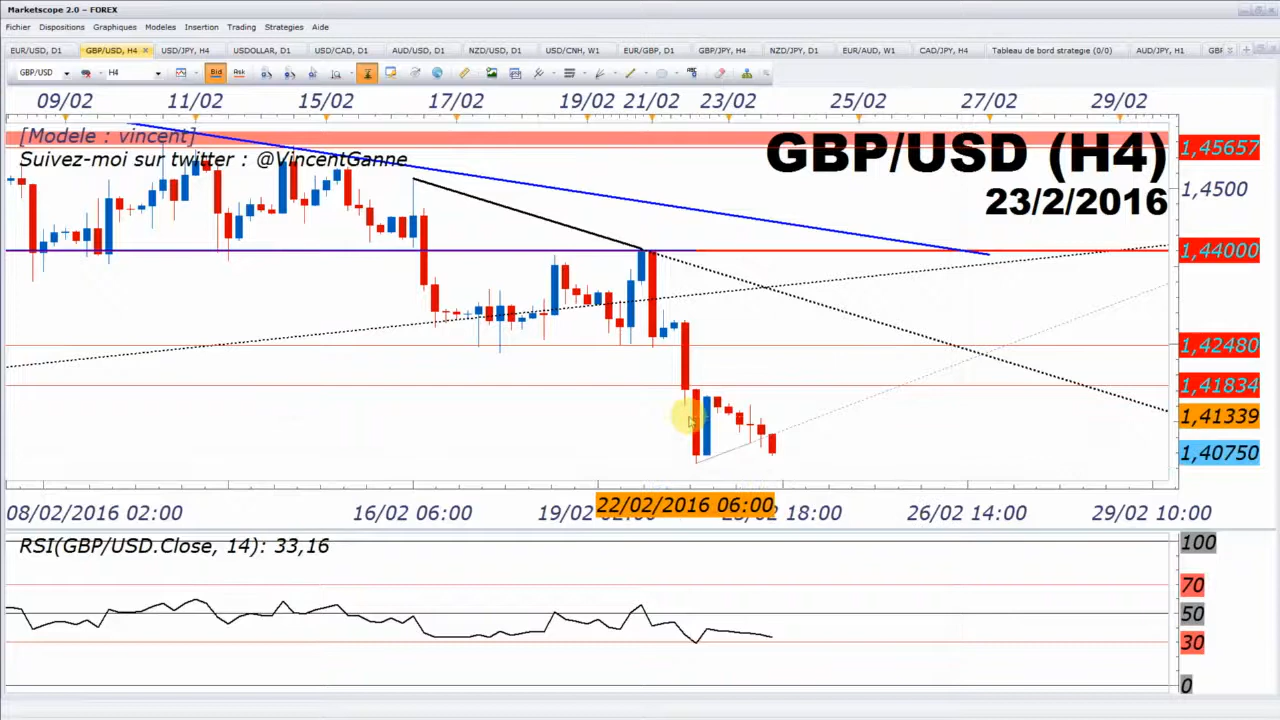 Marketscope 2.0 – FOREX
Fichier Dispositions Graphiques Modeles Insertion Trading Strategies Aide
EUR/USD, D1 GBP/USD, H4 USD/JPY, H4 USDOLLAR, D1 USD/CAD, D1 AUD/USD, D1 NZD/USD, D1 USD/CNH, W1 EUR/GBP, D1 GBP/JPY, H4 NZD/JPY, D1 EUR/AUD, W1 CAD/JPY, H4 Tableau de bord strategie (0/0) AUD/JPY, H1
GBP/USD H4 Bid
09/02 11/02 15/02 17/02 19/02 21/02 23/02 25/02 27/02 29/02
[Modele : vincent]
Suivez-moi sur twitter : @VincentGanne
GBP/USD (H4)
23/2/2016
1,45657
1,4500
1,44000
1,42480
1,41834
1,41339
1,40750
08/02/2016 02:00 16/02 06:00 19/02 22/02/2016 06:00 18:00 26/02 14:00 29/02 10:00
RSI(GBP/USD.Close, 14): 33,16
100
70
50
30
0